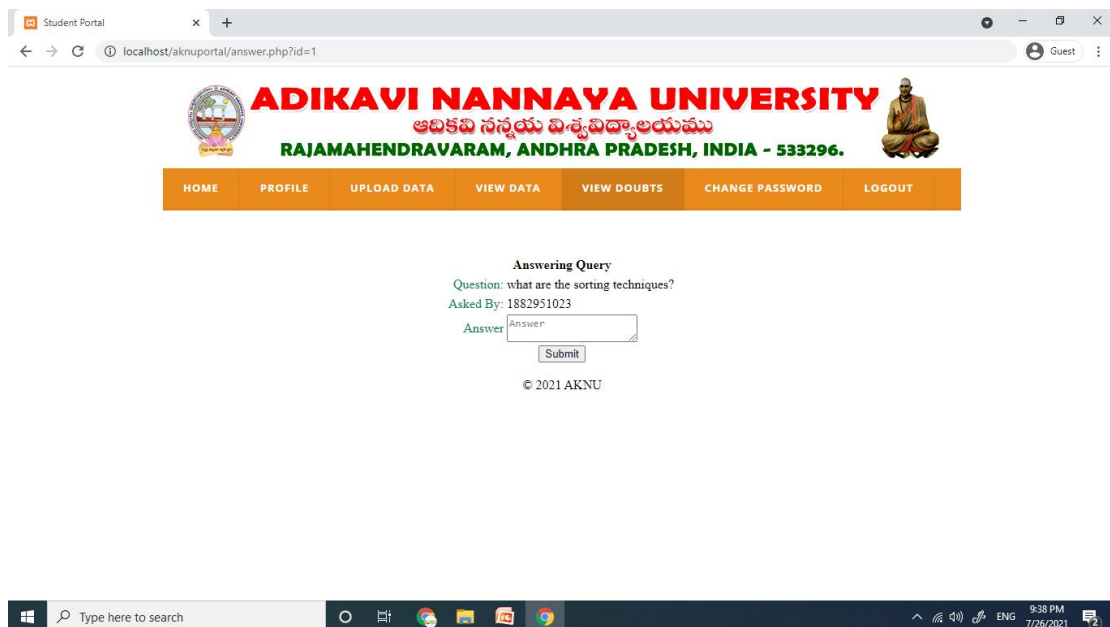 Student Portal
localhost/aknuportal/answer.php?id=1
Guest
ADIKAVI NANNAYA UNIVERSITY
ఆదికవి నన్నయ విశ్వవిద్యాలయము
RAJAMAHENDRAVARAM, ANDHRA PRADESH, INDIA - 533296.
HOME PROFILE UPLOAD DATA VIEW DATA VIEW DOUBTS CHANGE PASSWORD LOGOUT
Answering Query
Question: what are the sorting techniques?
Asked By: 1882951023
Answer Answer
Submit
© 2021 AKNU
Type here to search
ENG
9:38 PM
7/26/2021
2